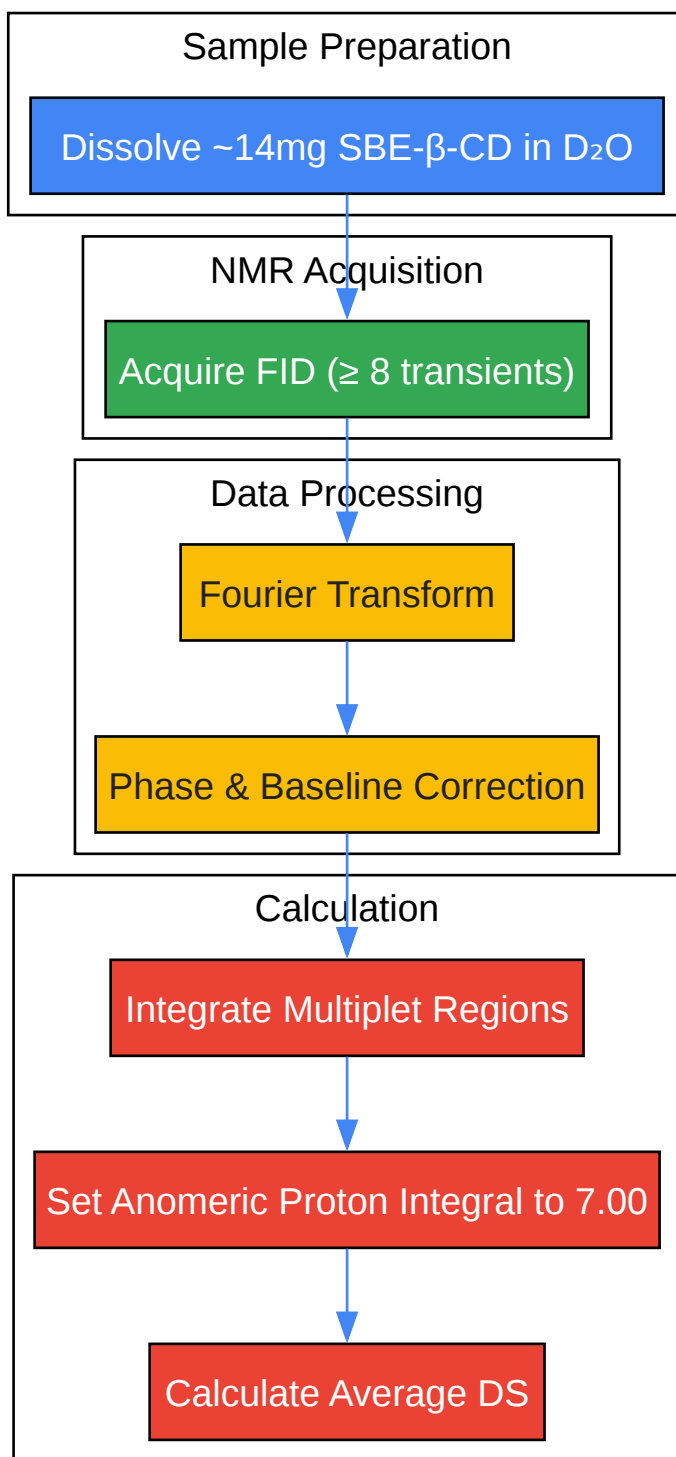 Sample Preparation
Dissolve ~14mg SBE-β-CD in D₂O
NMR Acquisition
Acquire FID (≥ 8 transients)
Data Processing
Fourier Transform
Phase & Baseline Correction
Calculation
Integrate Multiplet Regions
Set Anomeric Proton Integral to 7.00
Calculate Average DS